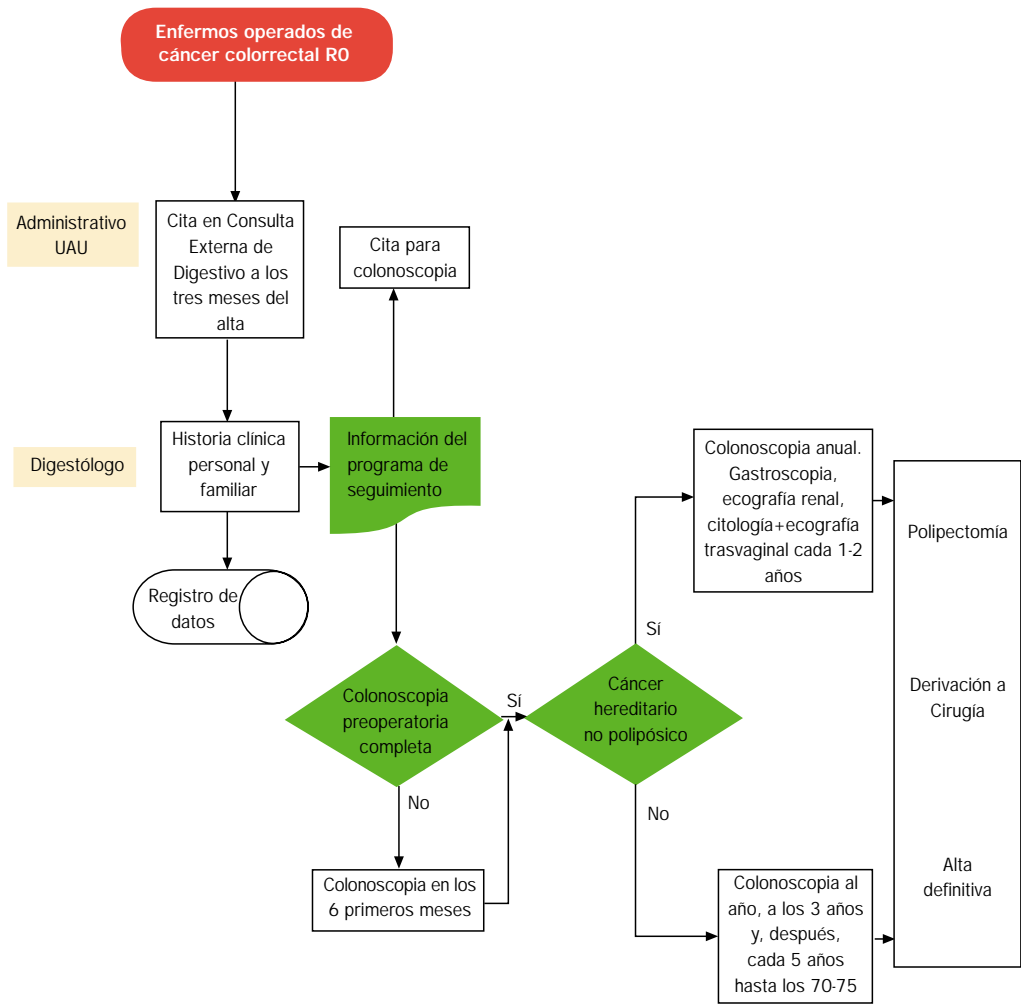 Enfermos operados de
cáncer colorrectal R0
Administrativo
UAU
Cita en Consulta
Externa de
Digestivo a los
tres meses del
alta
Cita para
colonoscopia
Digestólogo
Historia clínica
personal y
familiar
Información del
programa de
seguimiento
Registro de
datos
Colonoscopia anual.
Gastroscopia,
ecografía renal,
citología+ecografía
trasvaginal cada 1-2
años
Polipectomía
Derivación a
Cirugía
Alta
definitiva
Colonoscopia
preoperatoria
completa
Sí
No
Colonoscopia en los
6 primeros meses
Cáncer
hereditario
no polipósico
Sí
No
Colonoscopia al
año, a los 3 años
y, después,
cada 5 años
hasta los 70-75